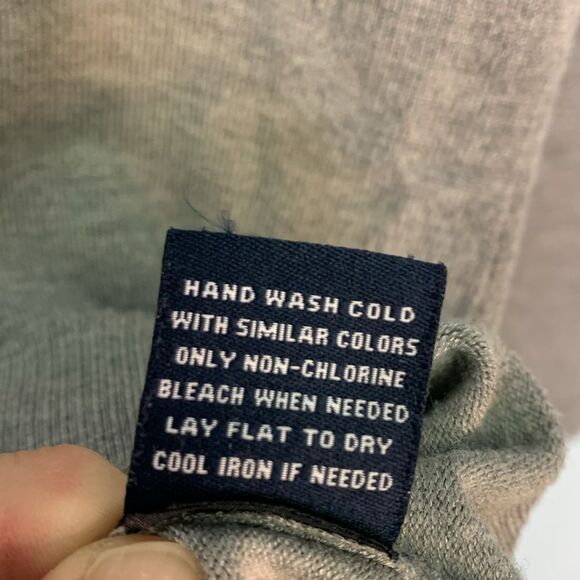 HAND WASH COLD
WITH SIMILAR COLORS
ONLY NON-CHLORINE
BLEACH WHEN NEEDED
LAY FLAT TO DRY
COOL IRON IF NEEDED